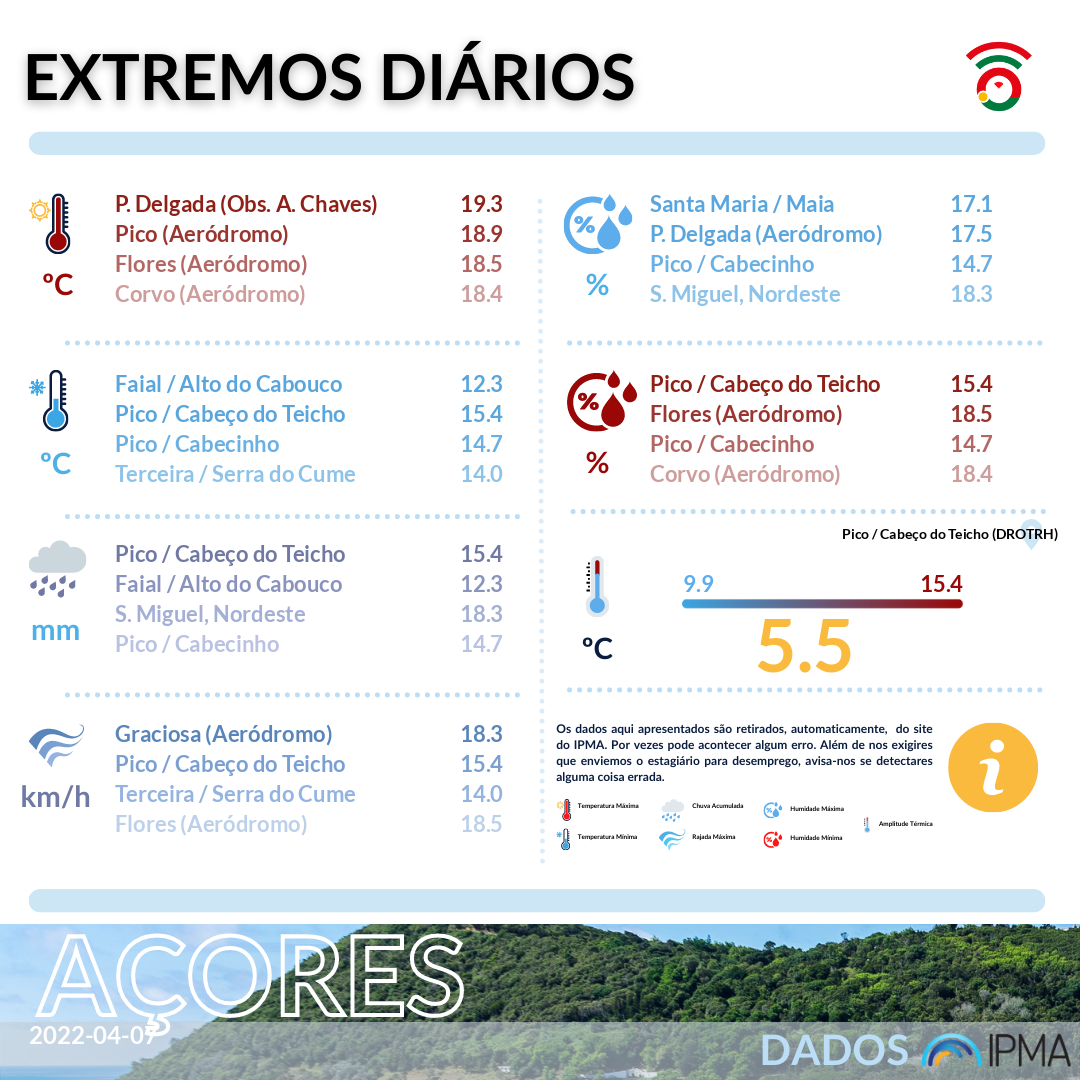 EXTREMOS DIÁRIOS
P. Delgada (Obs. A. Chaves) 19.3
Pico (Aeródromo) 18.9
Flores (Aeródromo) 18.5
Corvo (Aeródromo) 18.4
ºC
Faial / Alto do Cabouco 12.3
Pico / Cabeço do Teicho 15.4
Pico / Cabecinho 14.7
Terceira / Serra do Cume 14.0
ºC
Pico / Cabeço do Teicho 15.4
Faial / Alto do Cabouco 12.3
S. Miguel, Nordeste 18.3
Pico / Cabecinho 14.7
mm
Graciosa (Aeródromo) 18.3
Pico / Cabeço do Teicho 15.4
Terceira / Serra do Cume 14.0
Flores (Aeródromo) 18.5
km/h
%
Santa Maria / Maia 17.1
P. Delgada (Aeródromo) 17.5
Pico / Cabecinho 14.7
S. Miguel, Nordeste 18.3
%
%
Pico / Cabeço do Teicho 15.4
Flores (Aeródromo) 18.5
Pico / Cabecinho 14.7
Corvo (Aeródromo) 18.4
%
Pico / Cabeço do Teicho (DROTRH)
9.9 15.4
5.5
ºC
Os dados aqui apresentados são retirados, automaticamente, do site
do IPMA. Por vezes pode acontecer algum erro. Além de nos exigires
que enviemos o estagiário para desemprego, avisa-nos se detectares
alguma coisa errada.
i
Temperatura Máxima Chuva Acumulada % Humidade Máxima
Amplitude Térmica
Temperatura Mínima Rajada Máxima % Humidade Mínima
AÇORES
2022-04-07
DADOS IPMA